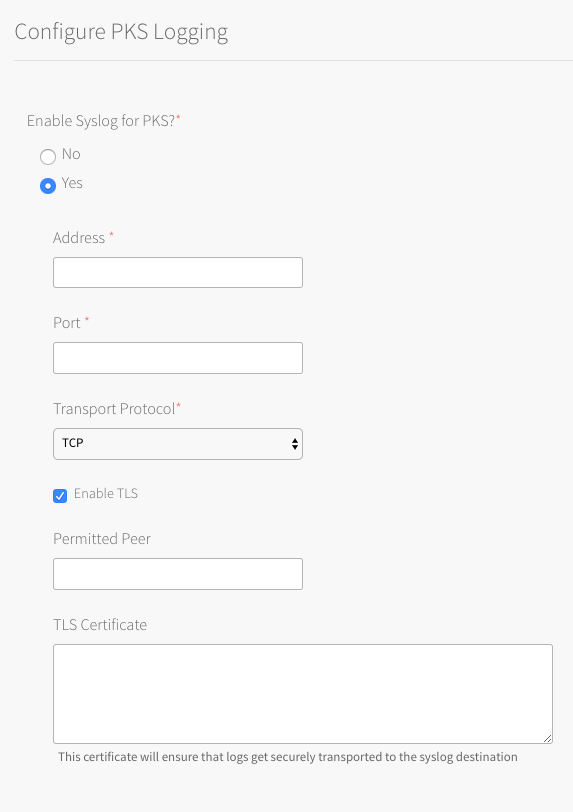 Configure PKS Logging
Enable Syslog for PKS?*
No
Yes
Address *
Port *
Transport Protocol*
TCP
Enable TLS
Permitted Peer
TLS Certificate
This certificate will ensure that logs get securely transported to the syslog destination